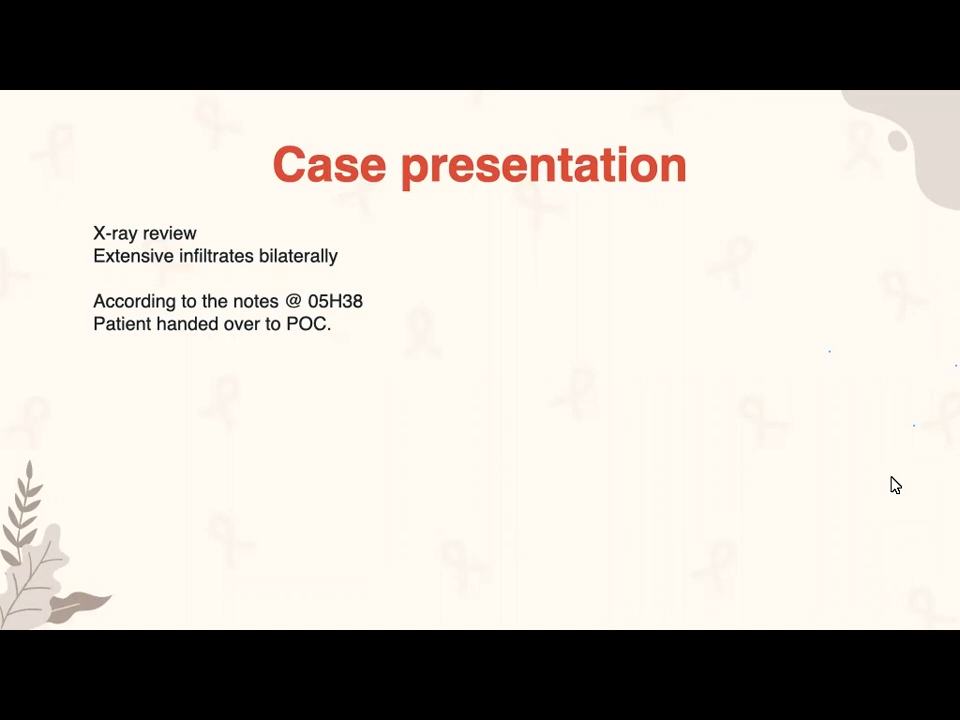 Case presentation
X-ray review
Extensive infiltrates bilaterally
According to the notes @ 05H38
Patient handed over to POC.